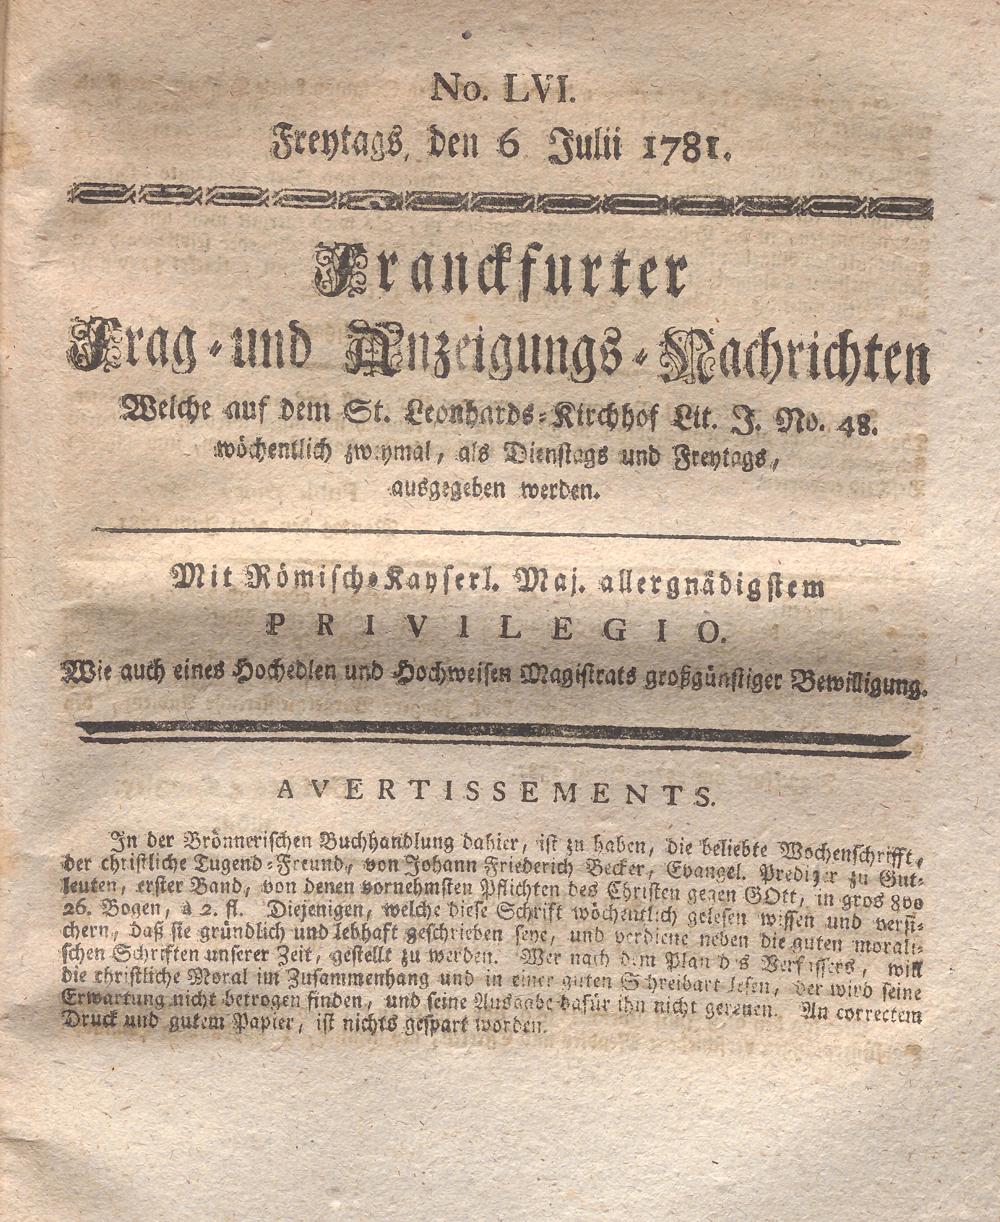 No. LVI.
Freytags, den 6 Julii 1781.
Franckfurter
Frag-und Anzeigungs-Nachrichten
Welche auf dem St. Leonhards-Kirchhof Lit. J. No. 48.
wöchentlich zweymal, als Dienstags und Freytags,
ausgegeben werden.
Mit Römisch-Kayserl. Maj. allergnädigstem
PRIVILEGIO.
Wie auch eines Hochedlen und Hochweisen Magistrats großgünstiger Bewilligung.
AVERTISSEMENTS.
In der Brönnerischen Buchhandlung dahier, ist zu haben, die beliebte Wochenschrifft,
der christliche Tugend-Freund, von Johann Friederich Becker, Evangel. Prediger zu Gut-
leuten, erster Band, von denen vornehmsten Pflichten des Christen gegen GOtt, in gros 8vo
26. Bogen, à 2. fl. Diejenigen, welche diese Schrift wöchentlich gelesen wissen und versi-
chern, daß sie gründlich und lebhaft geschrieben seye, und verdiene neben die guten morali-
schen Schriften unserer Zeit, gestellt zu werden. Wer nach dem Plan des Verfassers, will
die christliche Moral im Zusammenhang und in einer guten Schreibart lesen, der wird seine
Erwartung nicht betrogen finden, und seine Ausgabe dafür ihn nicht gereuen. An correctem
Druck und gutem Papier, ist nichts gespart worden.